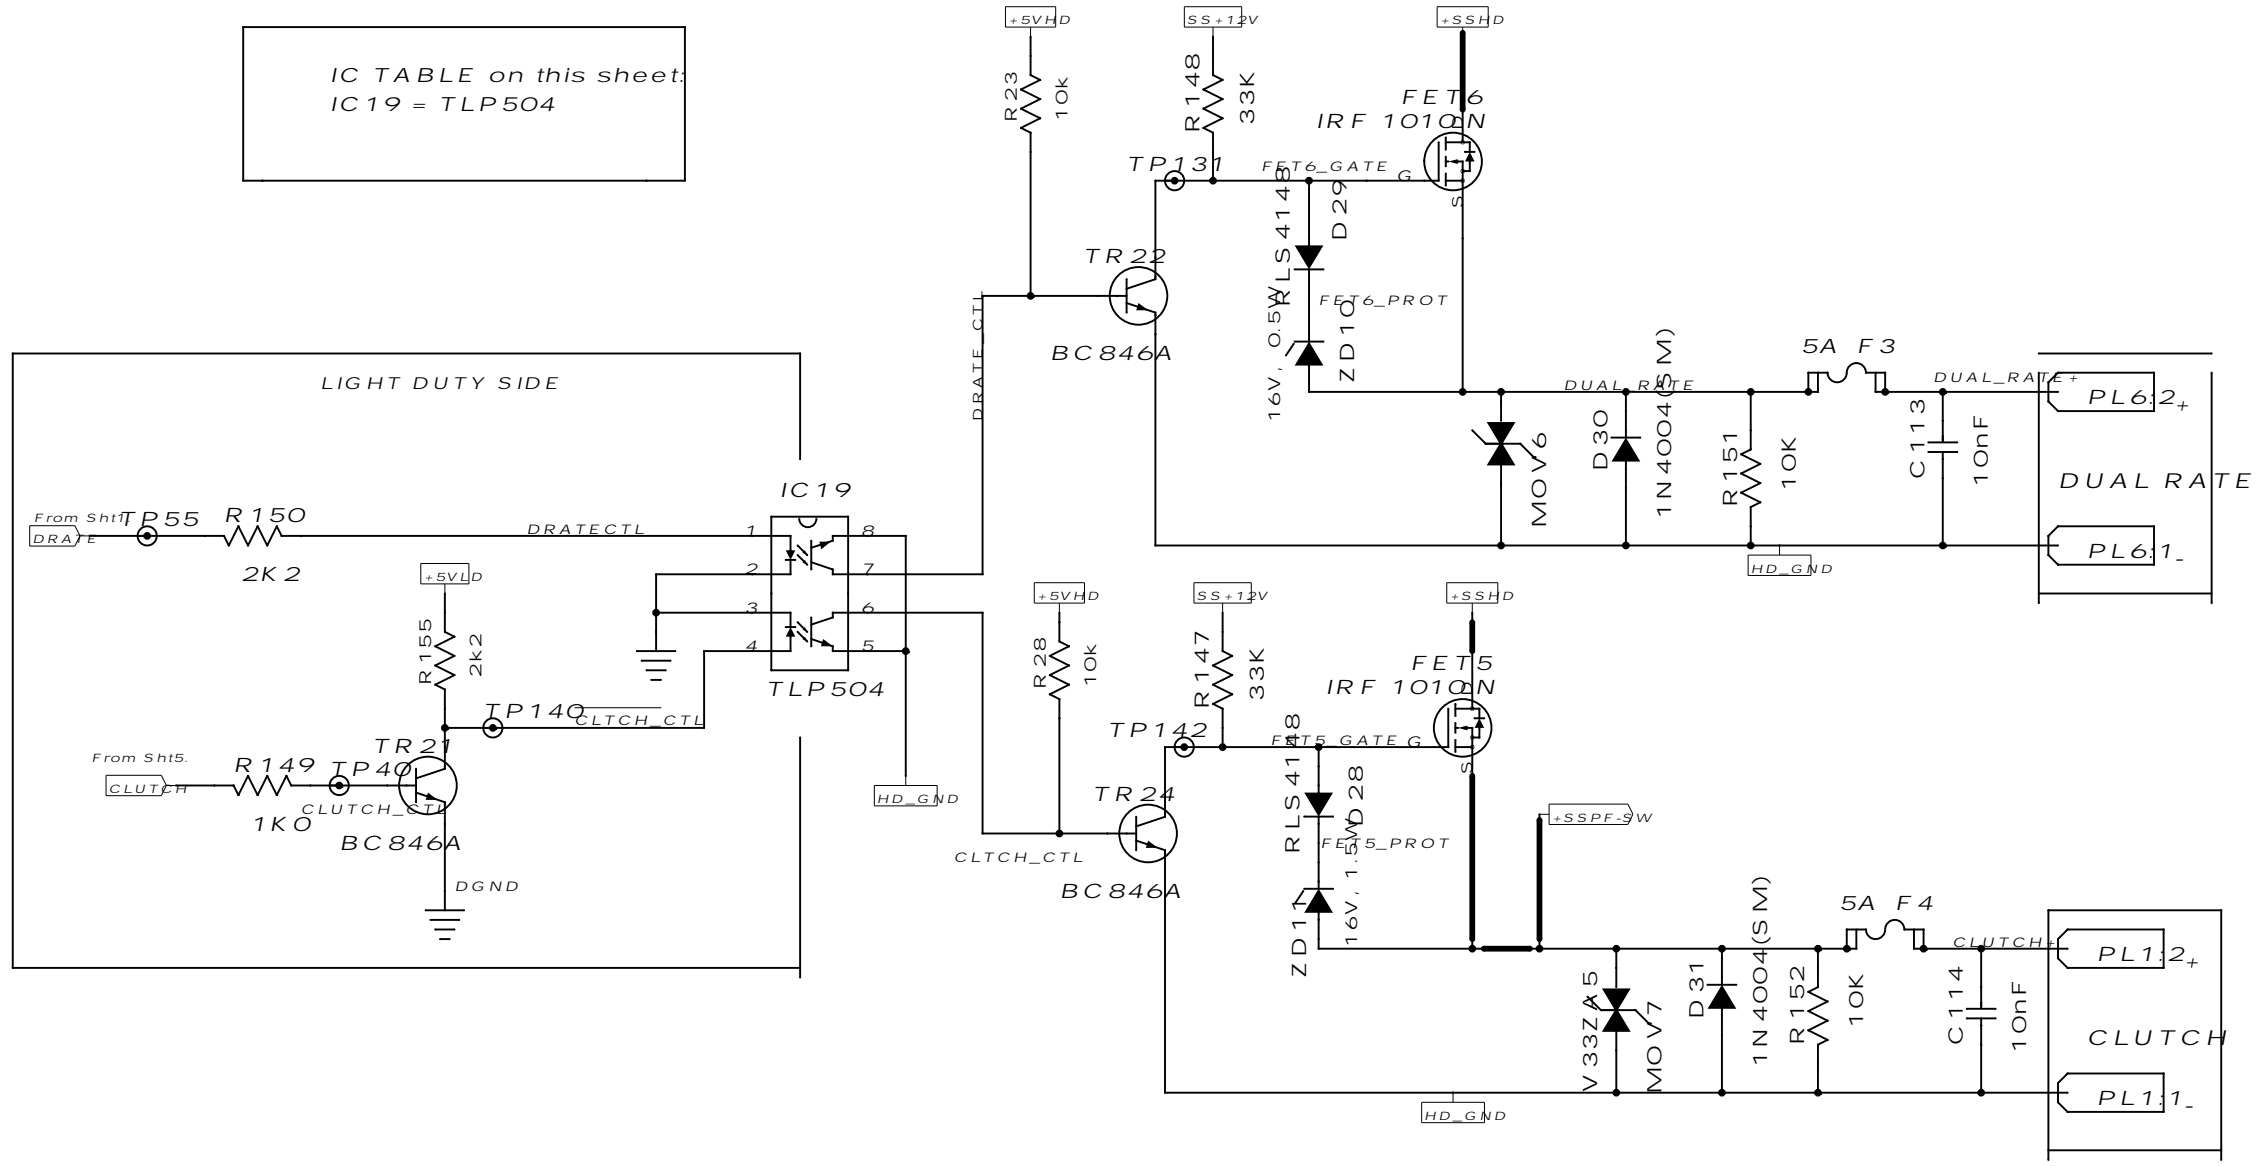 IC TABLE on this sheet:
IC19 = TLP504
+5VHD
SS+12V
+SSHD
R23
10k
R148
33K
FET6
IRF 1010N
D
TP131
FET6_GATE
G
S
RLS4148
D29
TR22
BC846A
FET6_PROT
16V, 0.5W
ZD10
DRATE_CTL
DUAL_RATE
5A F3
DUAL_RATE+
PL6:2
+
MOV6
D30
1N4004(SM)
R151
10K
C113
10nF
DUAL RATE
PL6:1
-
HD_GND
LIGHT DUTY SIDE
From Sht1.
DRATE
TP55
R150
2K2
DRATECTL
IC19
1
8
2
7
3
6
4
5
TLP504
+5VLD
R155
2k2
TP140
CLTCH_CTL
TR21
From Sht5.
CLUTCH
R149
1K0
TP40
CLUTCH_CTL
BC846A
DGND
HD_GND
+5VHD
SS+12V
+SSHD
R28
10k
R147
33K
FET5
IRF 1010N
D
TP142
FET5_GATE
G
S
RLS4148
D28
TR24
BC846A
CLTCH_CTL
FET5_PROT
16V, 1.5W
ZD11
+SSPF-SW
5A F4
CLUTCH+
PL1:2
+
V33ZA5
MOV7
D31
1N4004(SM)
R152
10K
C114
10nF
CLUTCH
PL1:1
-
HD_GND